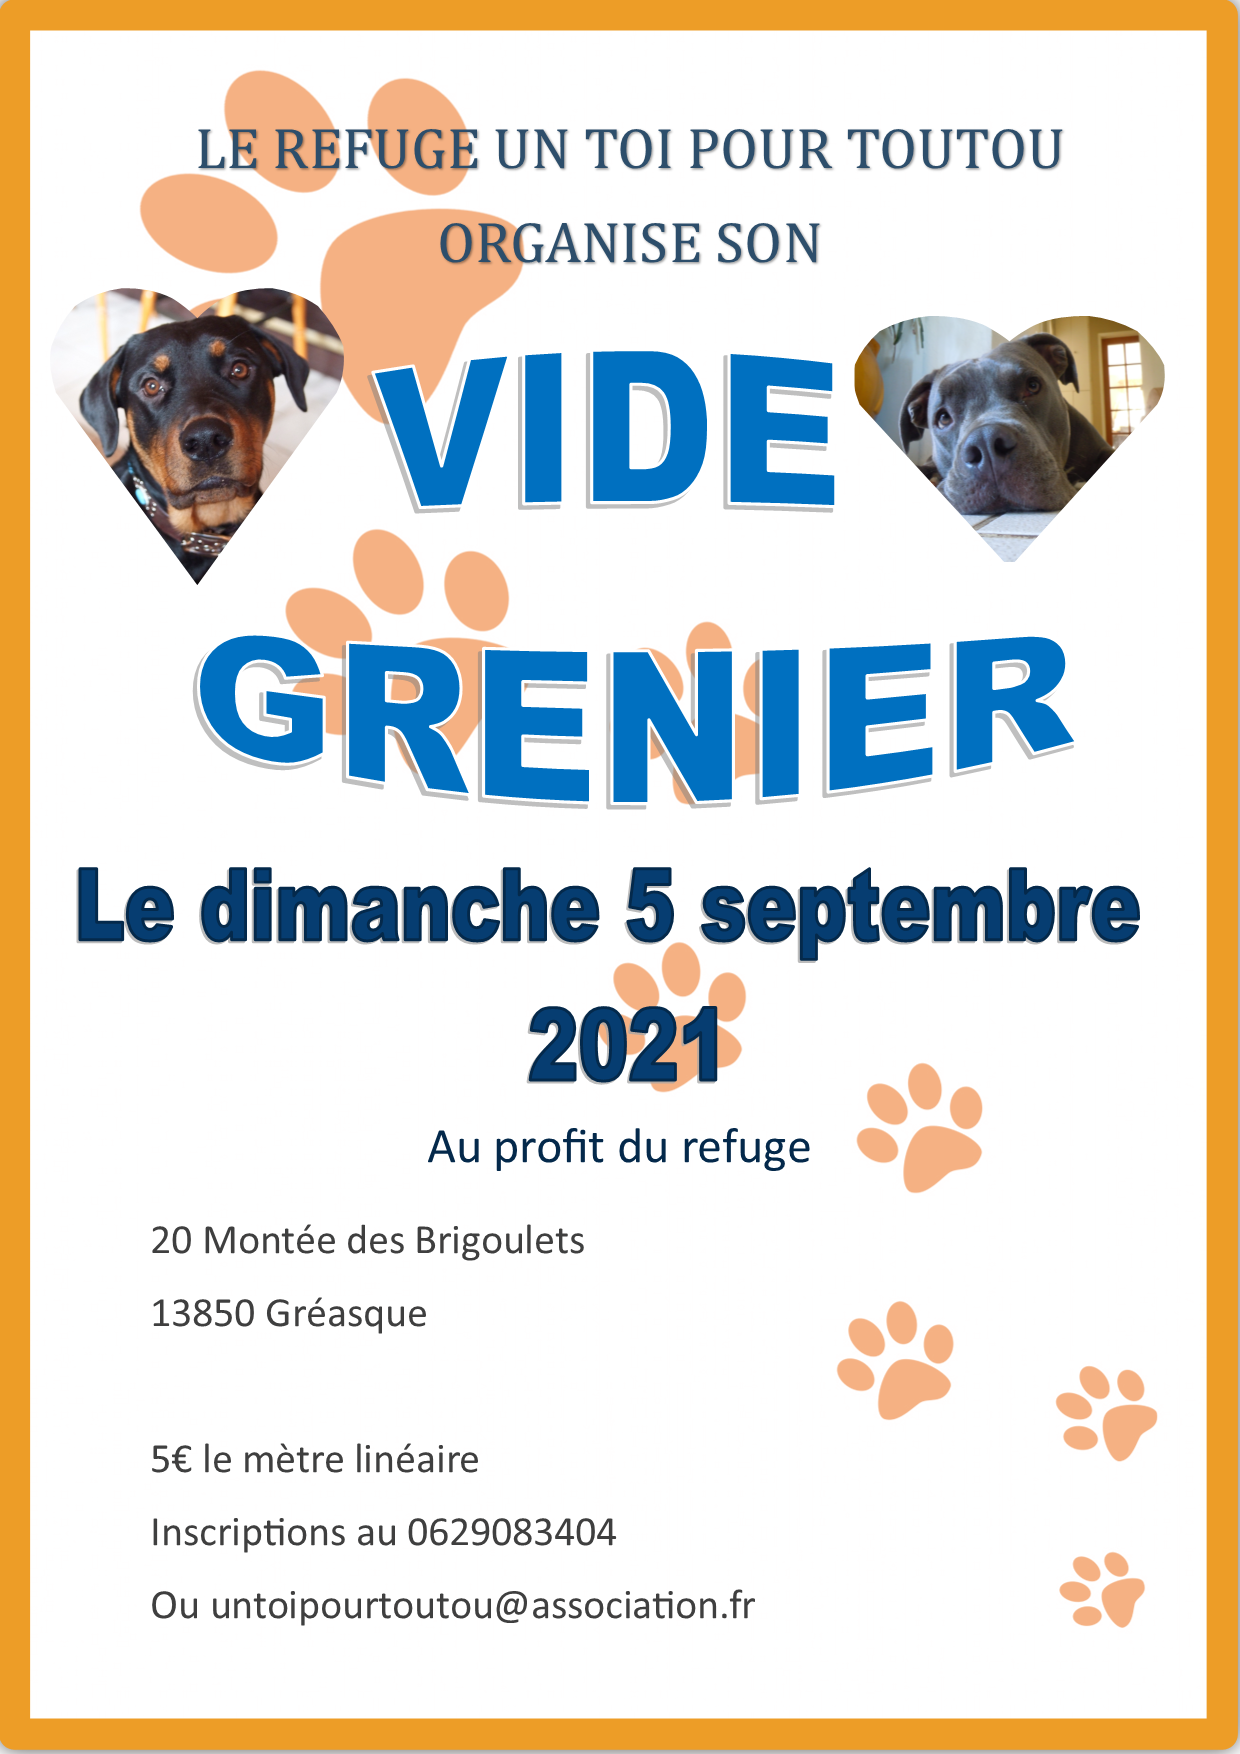 LE REFUGE UN TOI POUR TOUTOU
ORGANISE SON
VIDE
GRENIER
Le dimanche 5 septembre
2021
Au profit du refuge
20 Montée des Brigoulets
13850 Gréasque
5€ le mètre linéaire
Inscriptions au 0629083404
Ou untoipourtoutou@association.fr